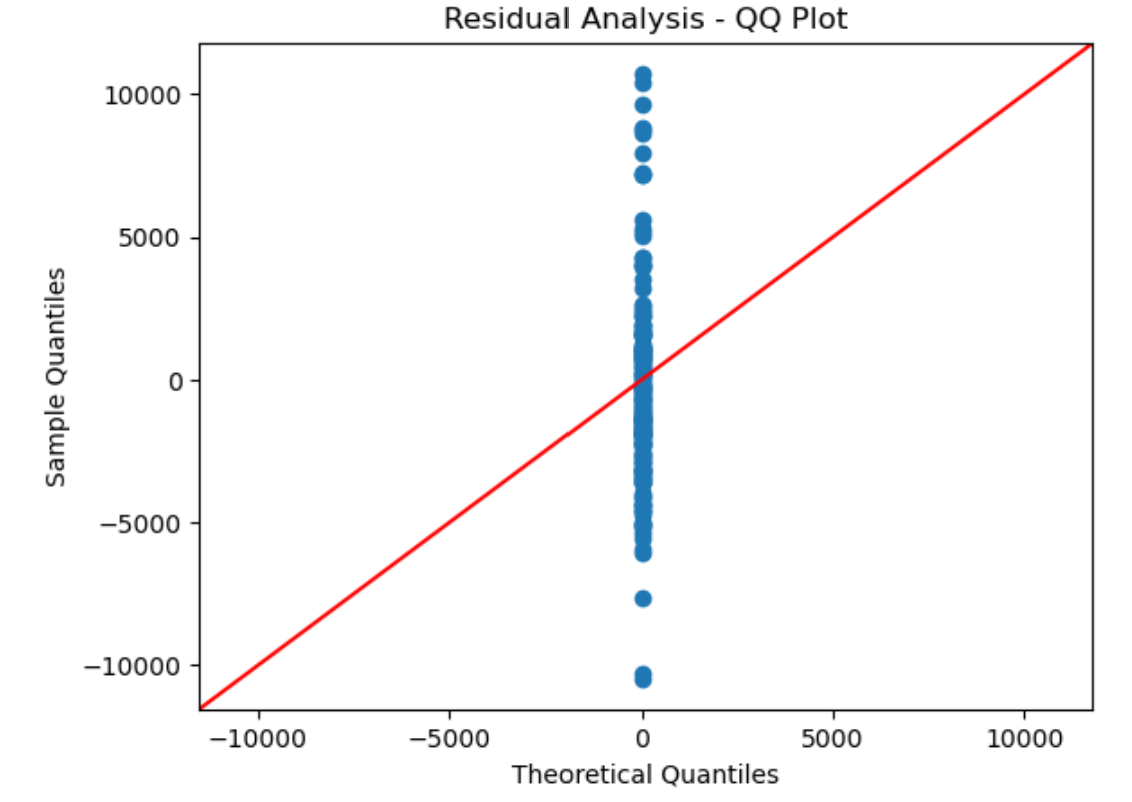 Residual Analysis - QQ Plot
10000
5000
0
−5000
−10000
Sample Quantiles
−10000 −5000 0 5000 10000
Theoretical Quantiles